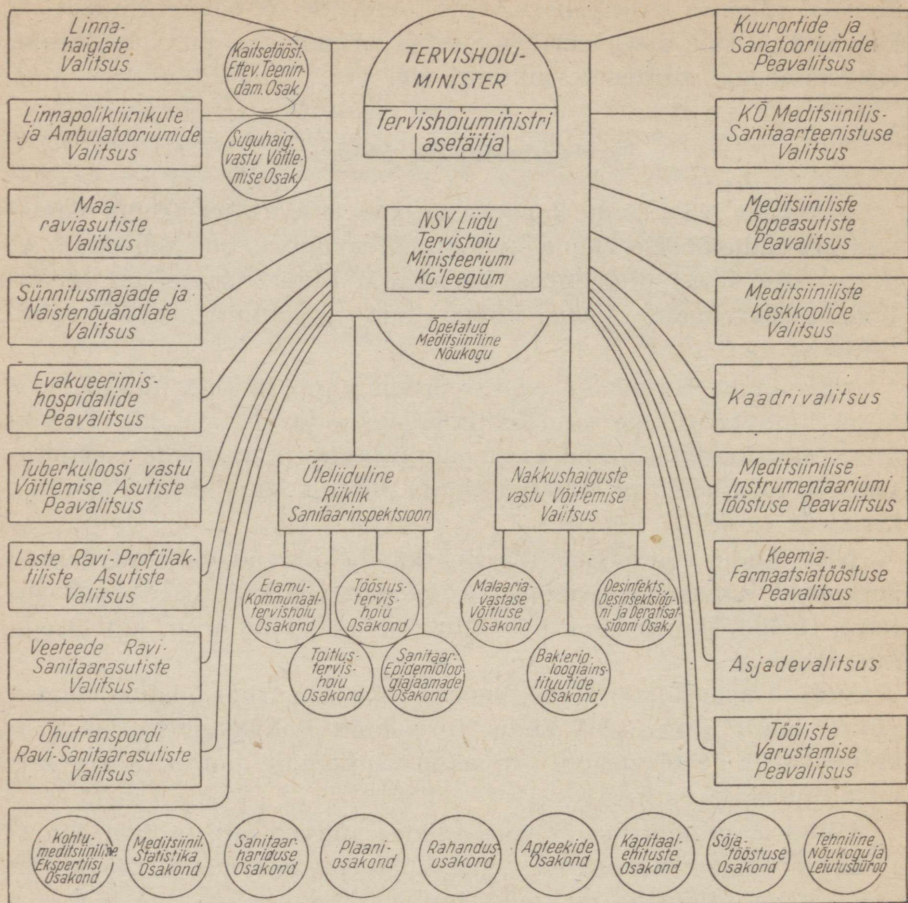 Linna-
haiglate
Valitsus
Linnapolikliinikute
ja Ambulatooriumide
Valitsus
Maa-
raviasutiste
Valitsus
Sünnitusmajade ja
Naistenõuandlate
Valitsus
Evakueerimis-
hospidalide
Peavalitsus
Tuberkuloosi vastu
Võitlemise Asutiste
Peavalitsus
Laste Ravi-Profülak-
tiliste Asutiste
Valitsus
Veeteede Ravi-
Sanitaarasutiste
Valitsus
Õhutranspordi
Ravi-Sanitaarasutiste
Valitsus
Kaitsetööst.
Ettev. Teenin-
dam. Osak.
Suguhaig.
vastu Võitle-
mise Osak.
TERVISHOIU-
MINISTER
Tervishoiuministri
asetäitja
NSV Liidu
Tervishoiu
Ministeeriumi
Ko'leegium
Õpetatud
Meditsiiniline
Nõukogu
Üleliiduline
Riiklik
Sanitaarinspektsioon
Elamu-
Kommunaal-
tervishoiu
Osakond
Toitlus-
tervis-
hoiu
Osakond
Tööstus-
tervis-
hoiu
Osakond
Sanitaar-
Epidemioloo-
giajaamade
Osakond
Nakkushaiguste
vastu Võitlemise
Valitsus
Malaaria-
vastase
Võitluse
Osakond
Bakterio-
loogiains-
tituutide
Osakond
Desinfekts.,
Desinsektsioo-
ni ja Deratisat-
siooni Osak.
Kuurortide ja
Sanatooriumide
Peavalitsus
KÕ Meditsiinilis-
Sanitaarteenistuse
Valitsus
Meditsiiniliste
Õppeasutiste
Peavalitsus
Meditsiiniliste
Keskkoolide
Valitsus
Kaadrivalitsus
Meditsiinilise
Instrumentaariumi
Tööstuse Peavalitsus
Keemia-
Farmaatsiatööstuse
Peavalitsus
Asjadevalitsus
Tööliste
Varustamise
Peavalitsus
Kohtu-
meditsiiniline
Ekspertiisi
Osakond
Meditsiinil.
Statistika
Osakond
Sanitaar-
hariduse
Osakond
Plaani-
osakond
Rahandus-
osakond
Apteekide
Osakond
Kapitaal-
ehituste
Osakond
Sõja-
tööstuse
Osakond
Tehniline
Nõukogu ja
Leiutusbüroo